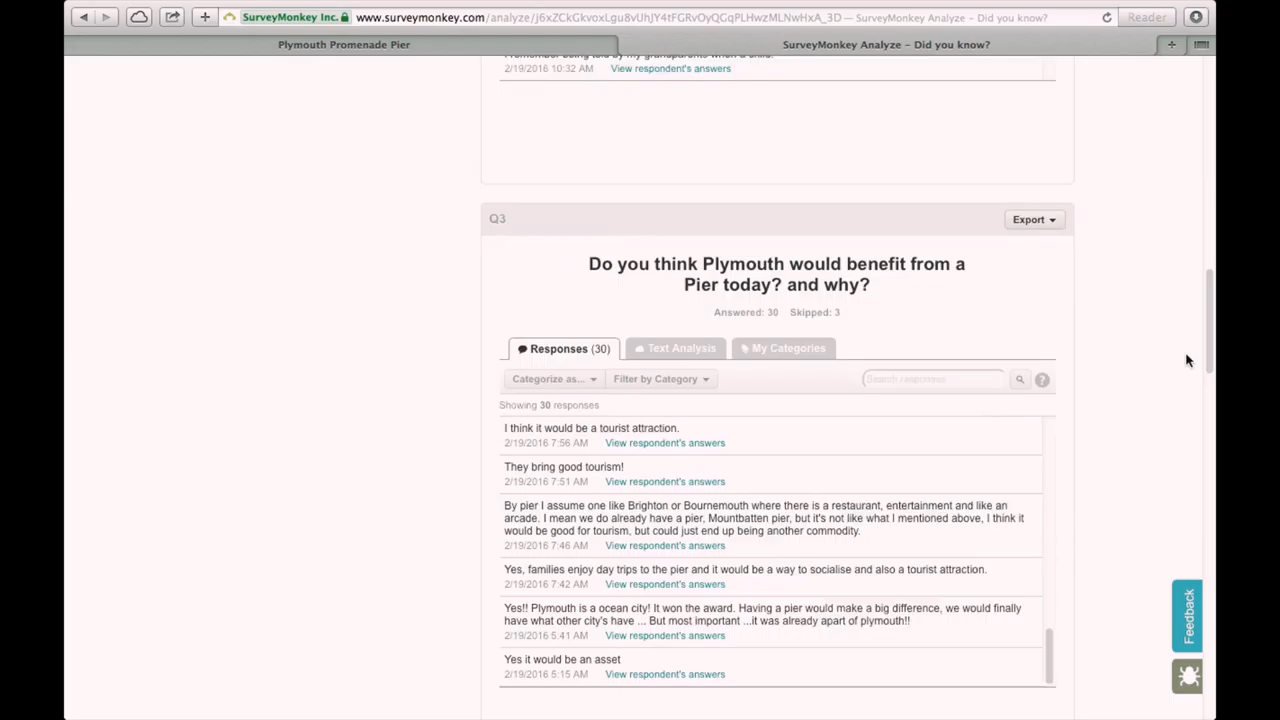 SurveyMonkey Inc. www.surveymonkey.com/analyze/j6xZCkGkvoxLgu8vUhJY4tFGRvOyQGqPLHwzMLNwHxA_3D — SurveyMonkey Analyze – Did you know? Reader
Plymouth Promenade Pier SurveyMonkey Analyze – Did you know?
2/19/2016 10:32 AM View respondent's answers
Q3 Export
Do you think Plymouth would benefit from a
Pier today? and why?
Answered: 30 Skipped: 3
Responses (30) Text Analysis My Categories
Categorize as... Filter by Category Search responses ?
Showing 30 responses
I think it would be a tourist attraction.
2/19/2016 7:56 AM View respondent's answers
They bring good tourism!
2/19/2016 7:51 AM View respondent's answers
By pier I assume one like Brighton or Bournemouth where there is a restaurant, entertainment and like an
arcade. I mean we do already have a pier, Mountbatten pier, but it's not like what I mentioned above, I think it
would be good for tourism, but could just end up being another commodity.
2/19/2016 7:46 AM View respondent's answers
Yes, families enjoy day trips to the pier and it would be a way to socialise and also a tourist attraction.
2/19/2016 7:42 AM View respondent's answers
Yes!! Plymouth is a ocean city! It won the award. Having a pier would make a big difference, we would finally
have what other city's have ... But most important ...it was already apart of plymouth!!
2/19/2016 5:41 AM View respondent's answers
Yes it would be an asset
2/19/2016 5:15 AM View respondent's answers
Feedback